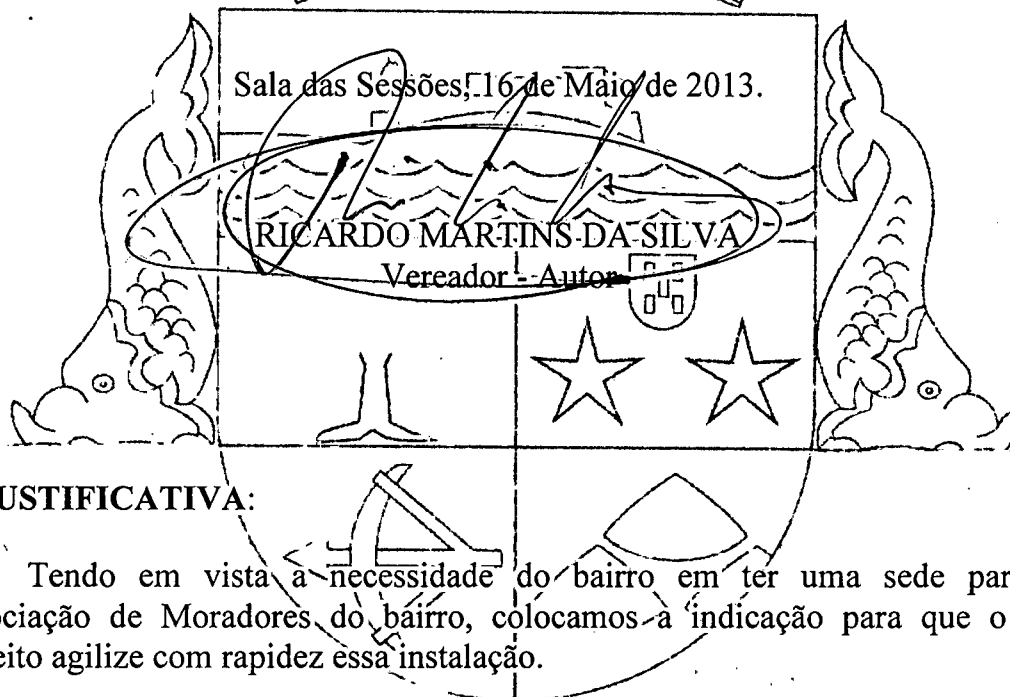 Sala das Sessões, 16 de Maio de 2013.
RICARDO MARTINS DA SILVA
Vereador - Autor
USTIFICATIVA:
Tendo em vista a necessidade do bairro em ter uma sede par
ociação de Moradores do bairro, colocamos a indicação para que o
eito agilize com rapidez essa instalação.